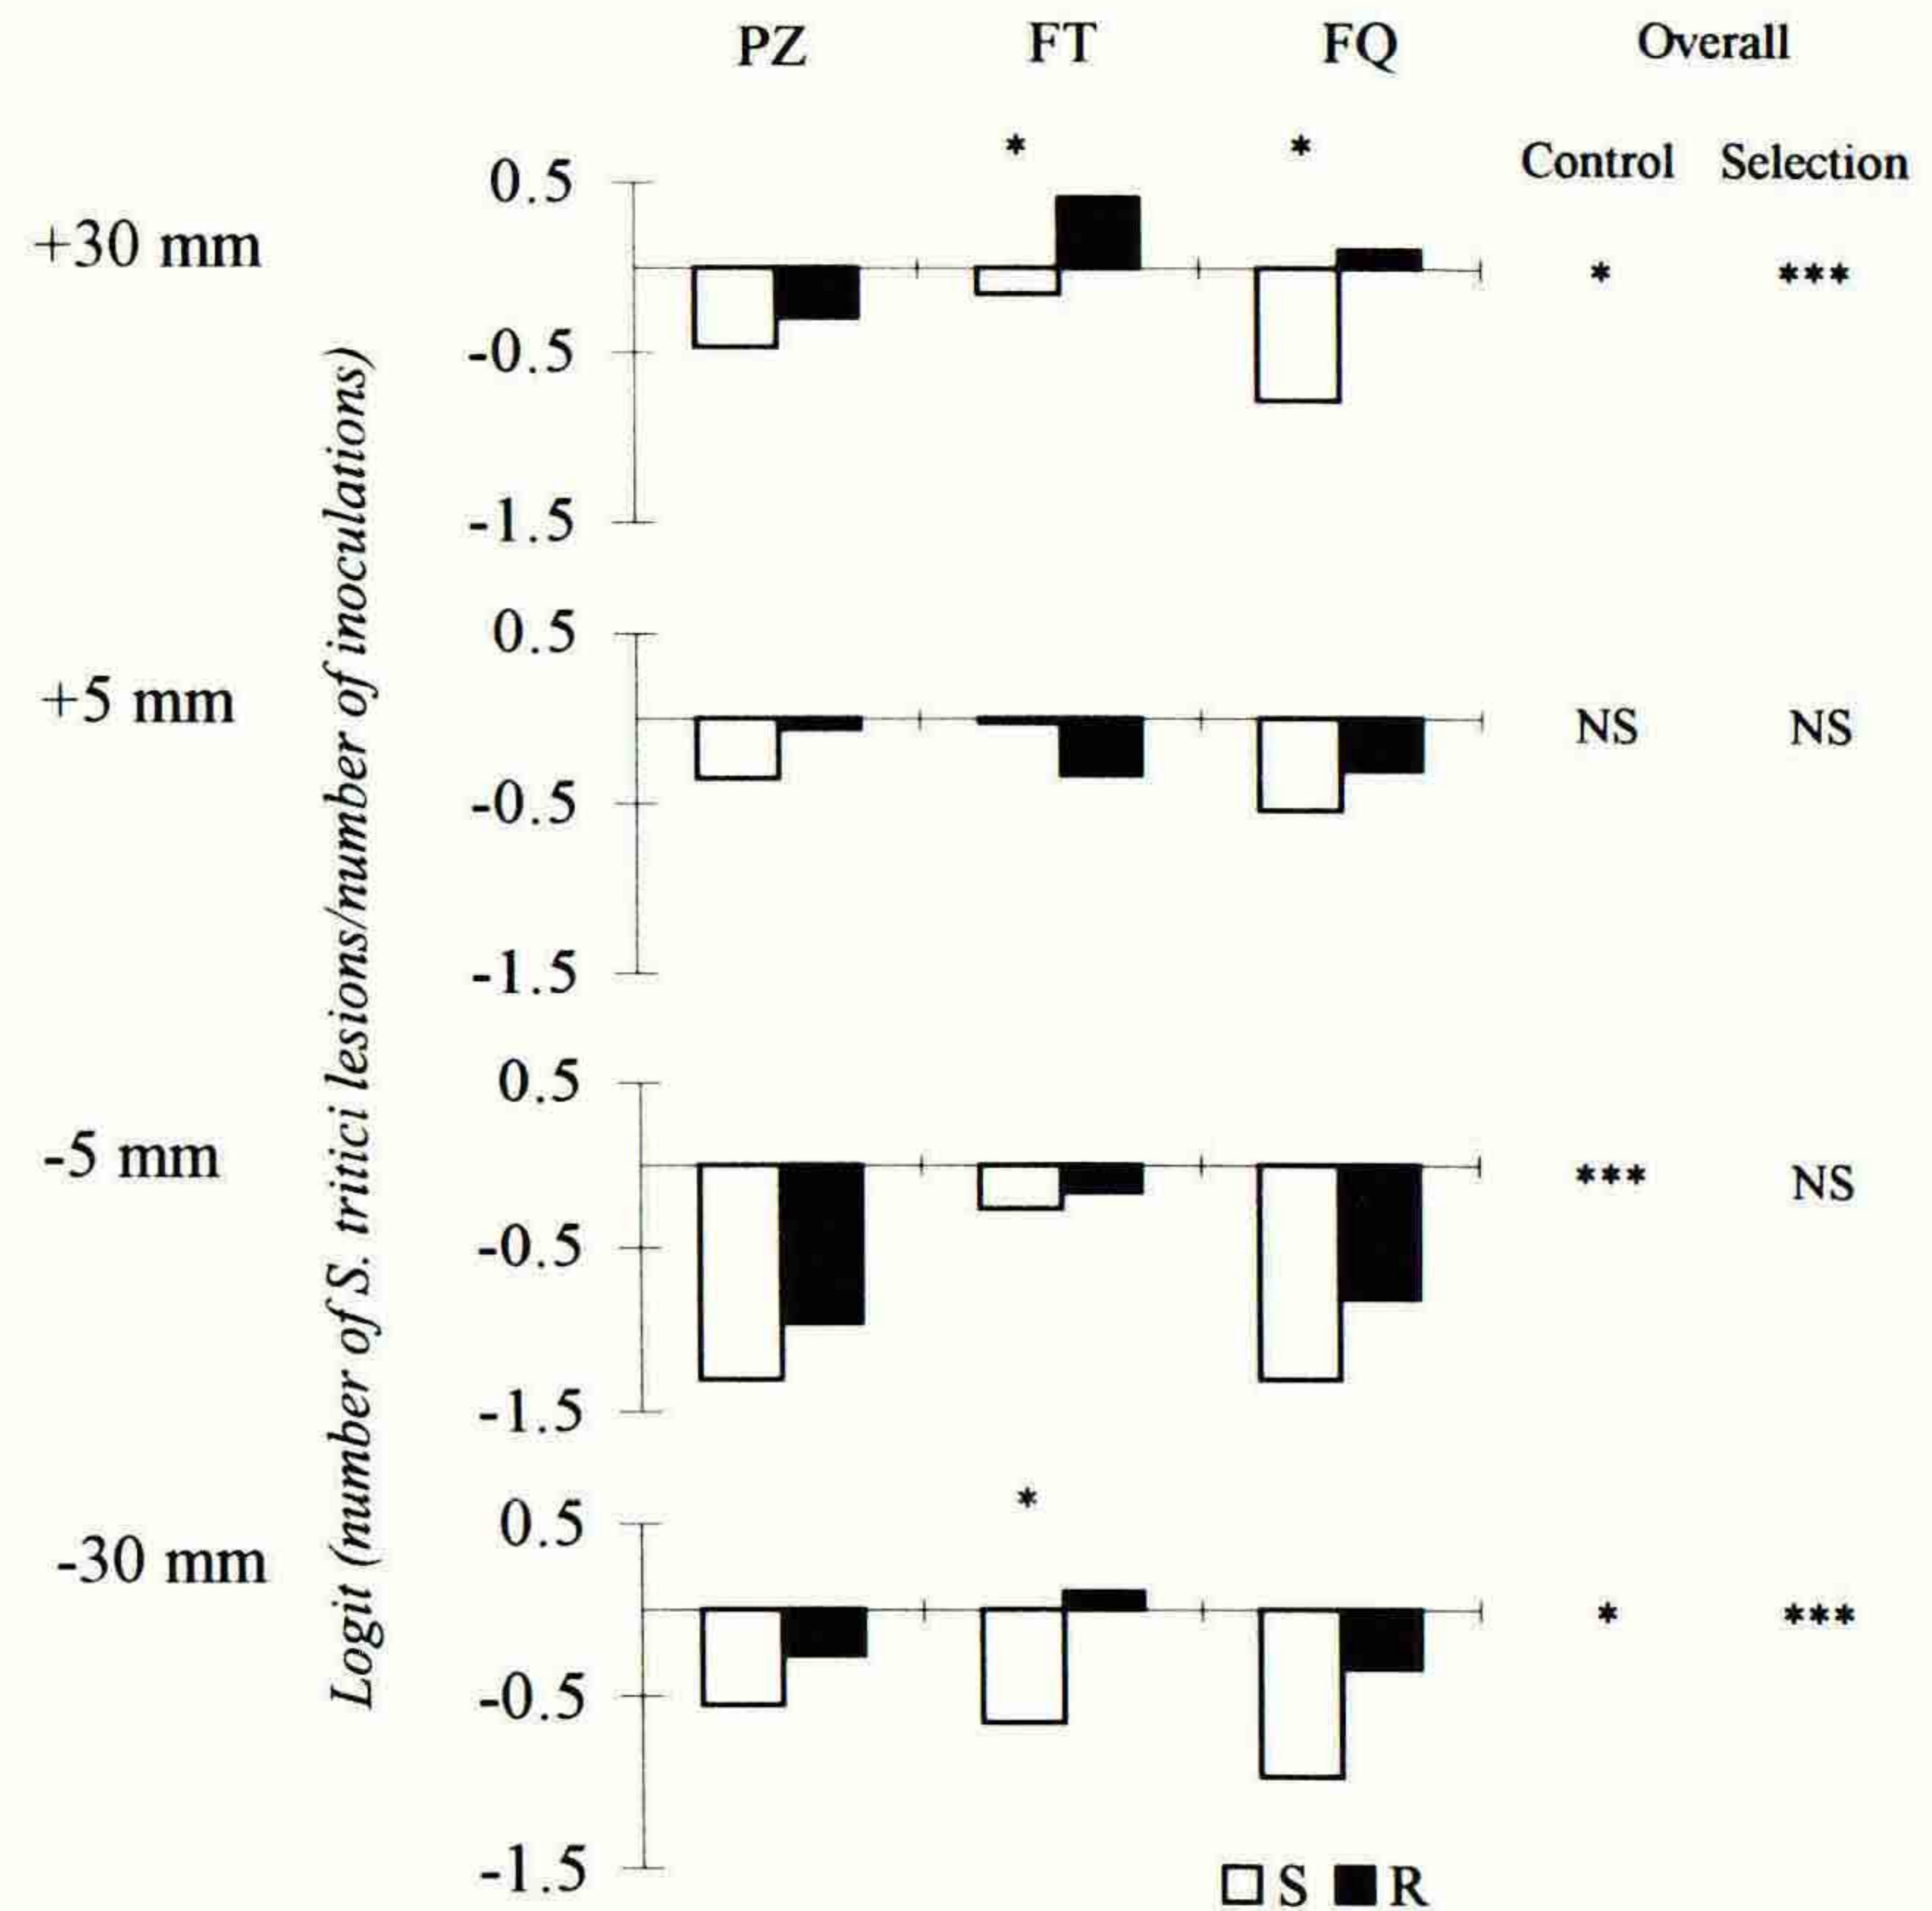 PZ FT FQ Overall
* * Control Selection
0.5
+30 mm
* ***
-0.5
-1.5
Logit (number of S. tritici lesions/number of inoculations)
0.5
+5 mm
NS NS
-0.5
-1.5
0.5
-5 mm
*** NS
-0.5
-1.5
*
0.5
-30 mm
* ***
-0.5
-1.5
S R